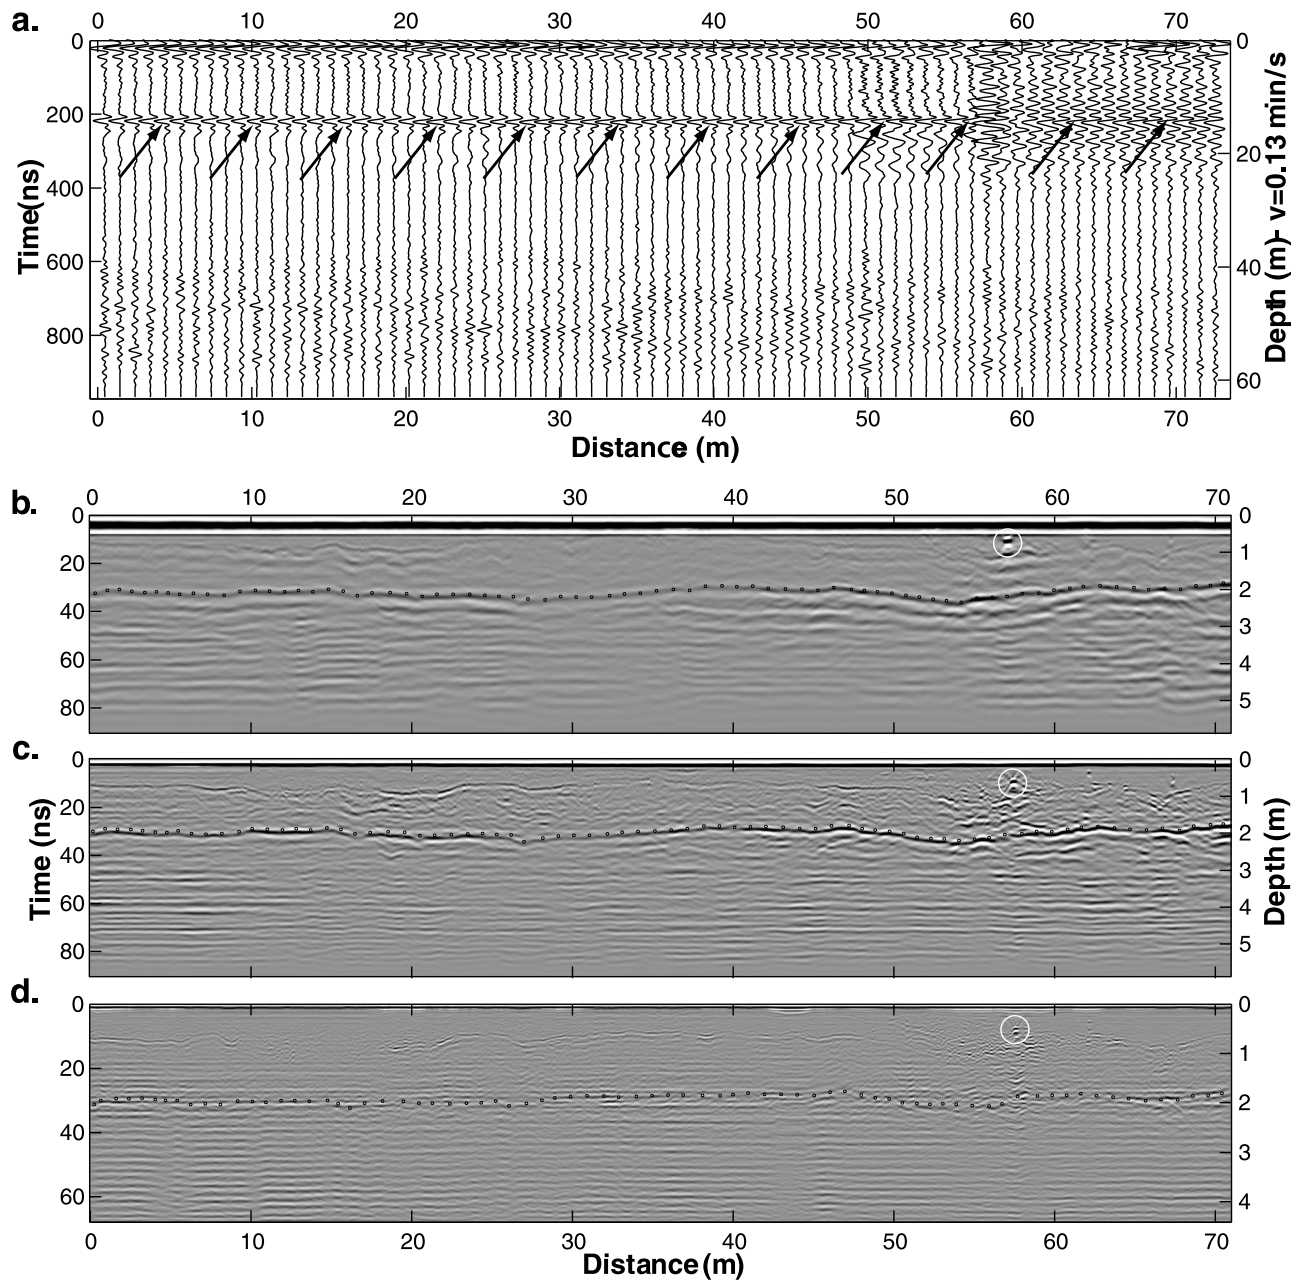 a.
0 10 20 30 40 50 60 70
0 200 400 600 800
Time(ns)
0 20 40 60
Depth (m)- v=0.13 min/s
0 10 20 30 40 50 60 70
Distance (m)
b.
0 10 20 30 40 50 60 70
0 20 40 60 80
0 1 2 3 4 5
c.
0 20 40 60 80
Time (ns)
0 1 2 3 4 5
Depth (m)
d.
0 20 40 60
0 1 2 3 4
0 10 20 30 40 50 60 70
Distance (m)